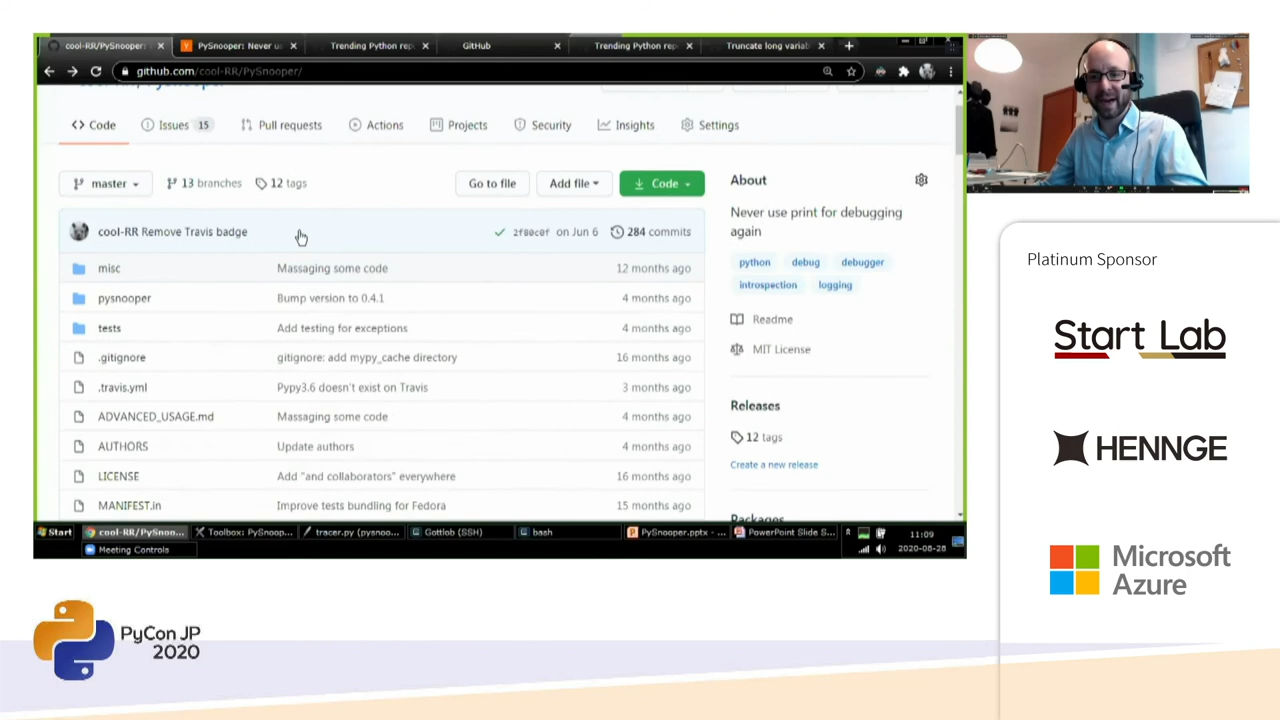 cool-RR/PySnooper:
PySnooper: Never u
Trending Python rep
GitHub
Trending Python rep
Truncate long variab
github.com/cool-RR/PySnooper/
cool-RR/PySnooper
Code
Issues 15
Pull requests
Actions
Projects
Security
Insights
Settings
master
13 branches
12 tags
Go to file
Add file
Code
cool-RR Remove Travis badge
2f80c0f on Jun 6
284 commits
misc Massaging some code 12 months ago
pysnooper Bump version to 0.4.1 4 months ago
tests Add testing for exceptions 4 months ago
.gitignore gitignore: add mypy_cache directory 16 months ago
.travis.yml Pypy3.6 doesn't exist on Travis 3 months ago
ADVANCED_USAGE.md Massaging some code 4 months ago
AUTHORS Update authors 4 months ago
LICENSE Add "and collaborators" everywhere 16 months ago
MANIFEST.in Improve tests bundling for Fedora 15 months ago
About
Never use print for debugging
again
python debug debugger
introspection logging
Readme
MIT License
Releases
12 tags
Create a new release
Packages
Start
cool-RR/PySnoo...
Toolbox: PySnoop...
tracer.py (pysnoo...
Gottlob (SSH)
bash
PySnooper.pptx - ...
PowerPoint Slide S...
11:09
Meeting Controls
2020-08-28
Platinum Sponsor
Start Lab
HENNGE
Microsoft
Azure
PyCon JP
2020